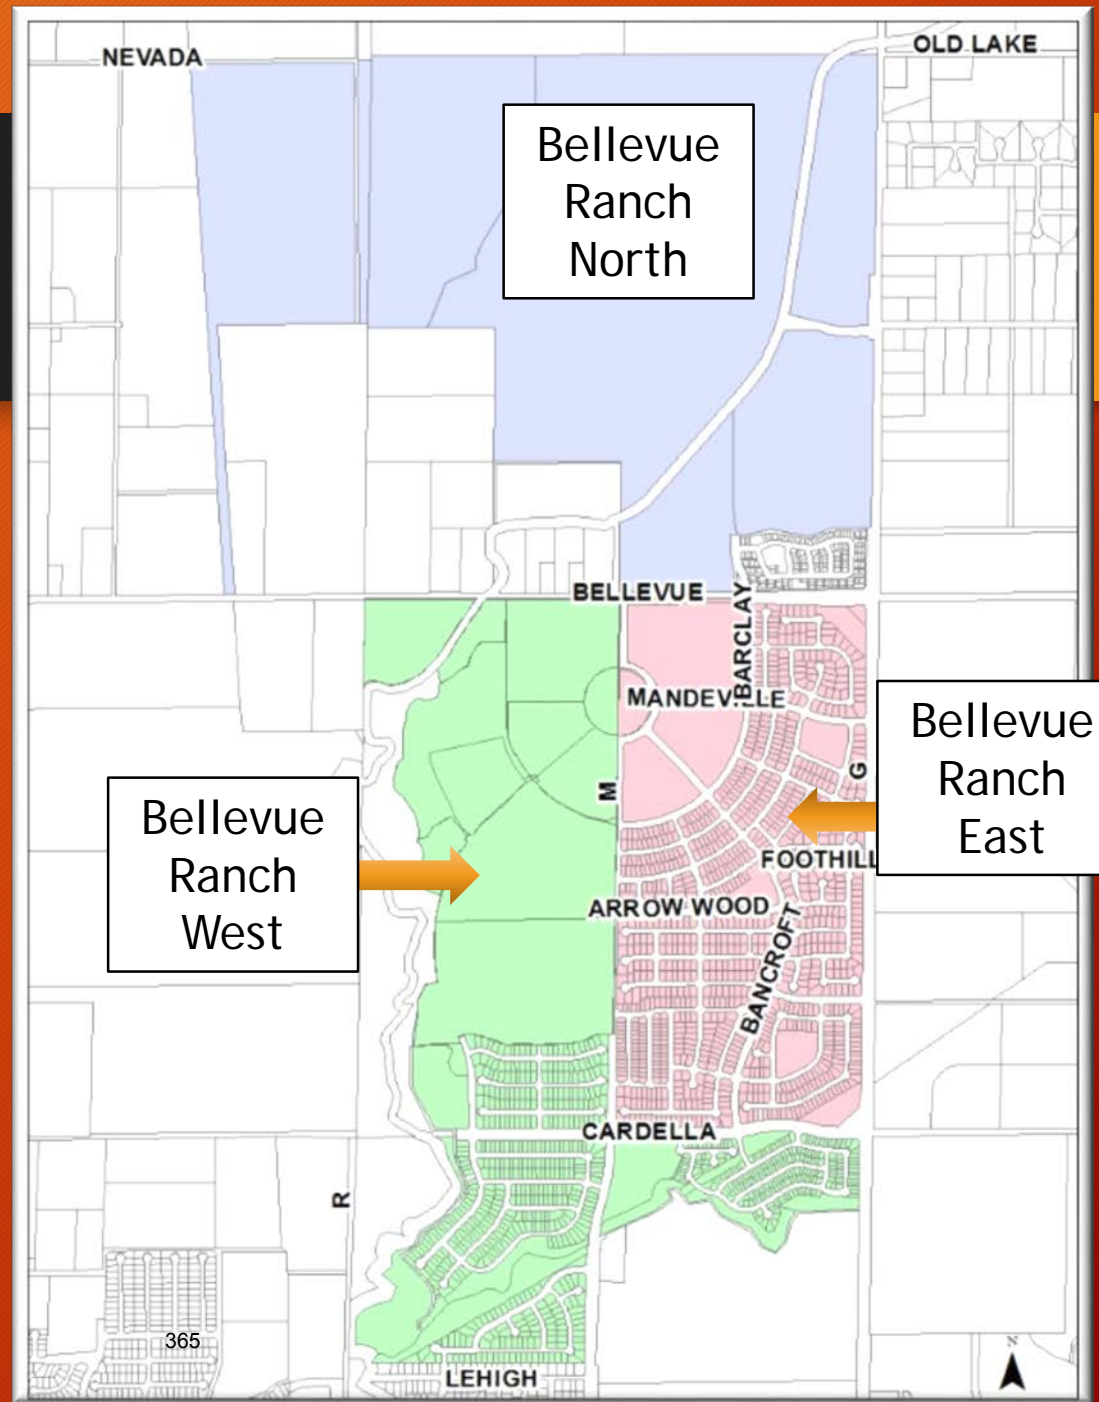 NEVADA
OLD LAKE
Bellevue
Ranch
North
BELLEVUE
BARCLAY
MANDEVILLE
Bellevue
Ranch
East
G
M
Bellevue
Ranch
West
FOOTHILL
ARROW WOOD
BANCROFT
CARDELLA
R
365
LEHIGH
N